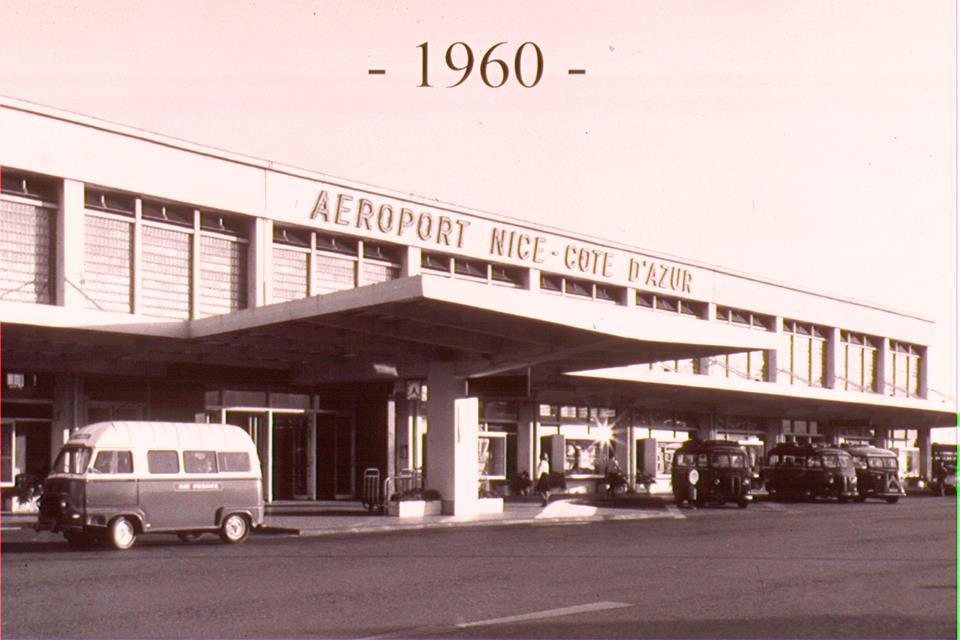 - 1960 -
AEROPORT NICE - COTE D'AZUR
AIR FRANCE